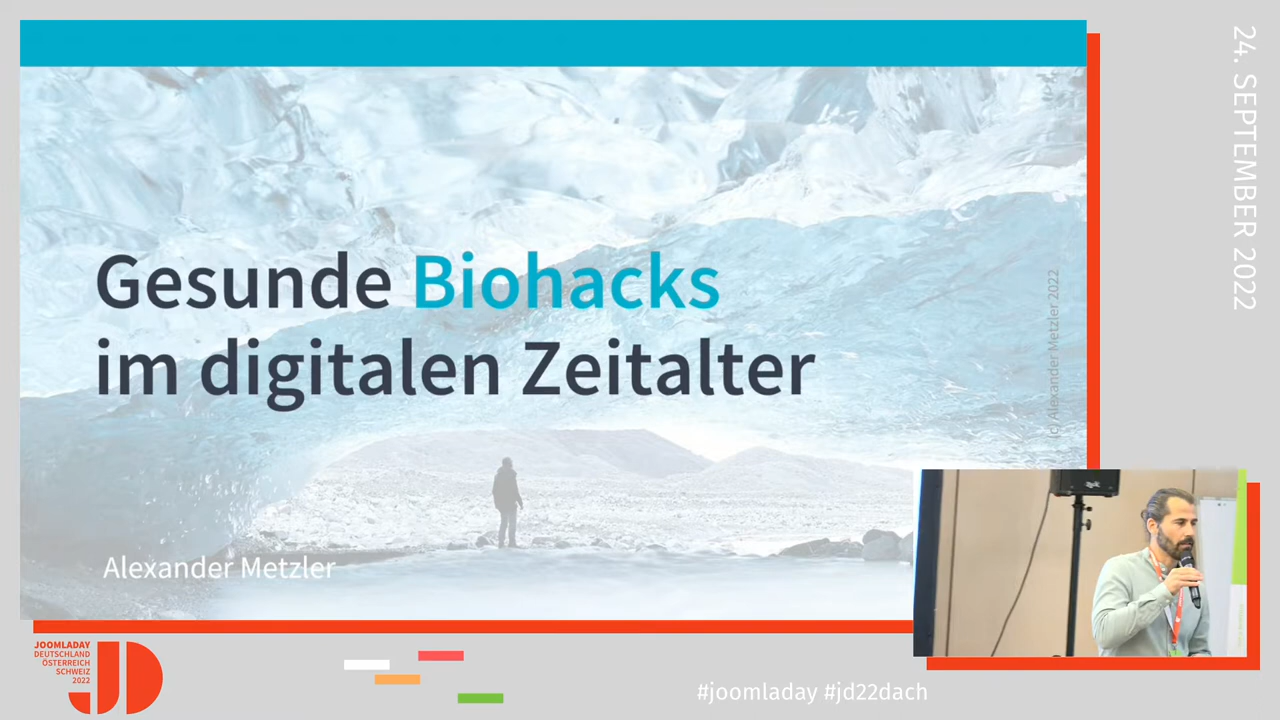 Gesunde Biohacks
im digitalen Zeitalter
Alexander Metzler
(c) Alexander Metzler 2022
24. SEPTEMBER 2022
JOOMLADAY
DEUTSCHLAND
ÖSTERREICH
SCHWEIZ
2022
JD
#joomladay #jd22dach